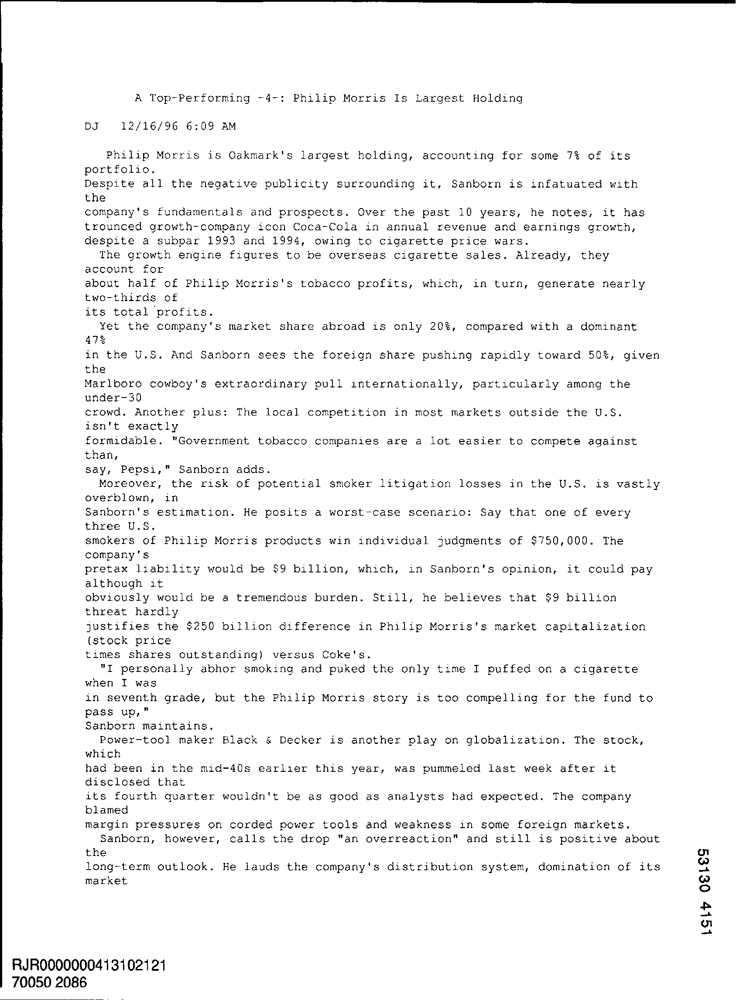 A Top-Performing -4-: Philip Morris Is Largest Holding
DJ 12/16/96 6:09 AM
Philip Morris is Oakmark's largest holding, accounting for some 7% of its
portfolio.
Despite all the negative publicity surrounding it, Sanborn is infatuated with
the
company's fundamentals and prospects. Over the past 10 years, he notes, it has
trounced growth-company icon Coca-Cola in annual revenue and earnings growth,
despite a subpar 1993 and 1994, owing to cigarette price wars.
The growth engine figures to be overseas cigarette sales. Already, they
account for
about half of Philip Morris's tobacco profits, which, in turn, generate nearly
two-thirds of
its total profits.
Yet the company's market share abroad is only 20%, compared with a dominant
47%
in the U.S. And Sanborn sees the foreign share pushing rapidly toward 50%, given
the
Marlboro cowboy's extraordinary pull internationally, particularly among the
under-30
crowd. Another plus: The local competition in most markets outside the U.S.
isn't exactly
formidable. "Government tobacco companies are a lot easier to compete against
than,
say, Pepsi," Sanborn adds.
Moreover, the risk of potential smoker litigation losses in the U.S. is vastly
overblown, in
Sanborn's estimation. He posits a worst-case scenario: Say that one of every
three U.S.
smokers of Philip Morris products win individual judgments of $750,000. The
company's
pretax liability would be $9 billion, which, in Sanborn's opinion, it could pay
although it
obviously would be a tremendous burden. Still, he believes that $9 billion
threat hardly
justifies the $250 billion difference in Philip Morris's market capitalization
(stock price
times shares outstanding) versus Coke's.
"I personally abhor smoking and puked the only time I puffed on a cigarette
when I was
in seventh grade, but the Philip Morris story is too compelling for the fund to
pass up,"
Sanborn maintains.
Power-tool maker Black & Decker is another play on globalization. The stock,
which
had been in the mid-40s earlier this year, was pummeled last week after it
disclosed that
its fourth quarter wouldn't be as good as analysts had expected. The company
blamed
margin pressures on corded power tools and weakness in some foreign markets.
Sanborn, however, calls the drop "an overreaction" and still is positive about
the
long-term outlook. He lauds the company's distribution system, domination of its
market
53130 4151
RJR0000000413102121
70050 2086